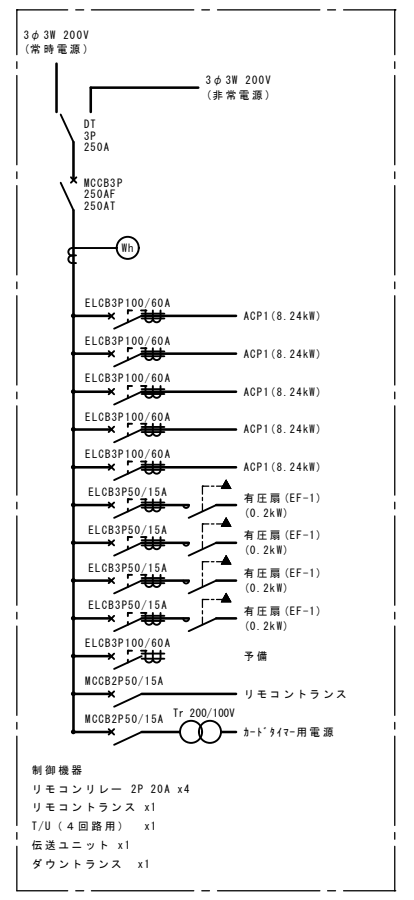 3φ3W 200V
(常時電源)
3φ3W 200V
(非常電源)
DT
3P
250A
MCCB3P
250AF
250AT
Wh
ELCB3P100/60A
ACP1(8.24kW)
ELCB3P100/60A
ACP1(8.24kW)
ELCB3P100/60A
ACP1(8.24kW)
ELCB3P100/60A
ACP1(8.24kW)
ELCB3P100/60A
ACP1(8.24kW)
ELCB3P50/15A
有圧扇(EF-1)
(0.2kW)
ELCB3P50/15A
有圧扇(EF-1)
(0.2kW)
ELCB3P50/15A
有圧扇(EF-1)
(0.2kW)
ELCB3P50/15A
有圧扇(EF-1)
(0.2kW)
ELCB3P100/60A
予備
MCCB2P50/15A
リモコントランス
MCCB2P50/15A
Tr 200/100V
ｶｰﾄﾞﾀｲﾏｰ用電源
制御機器
リモコンリレー 2P 20A x4
リモコントランス x1
T/U(4回路用) x1
伝送ユニット x1
ダウントランス x1